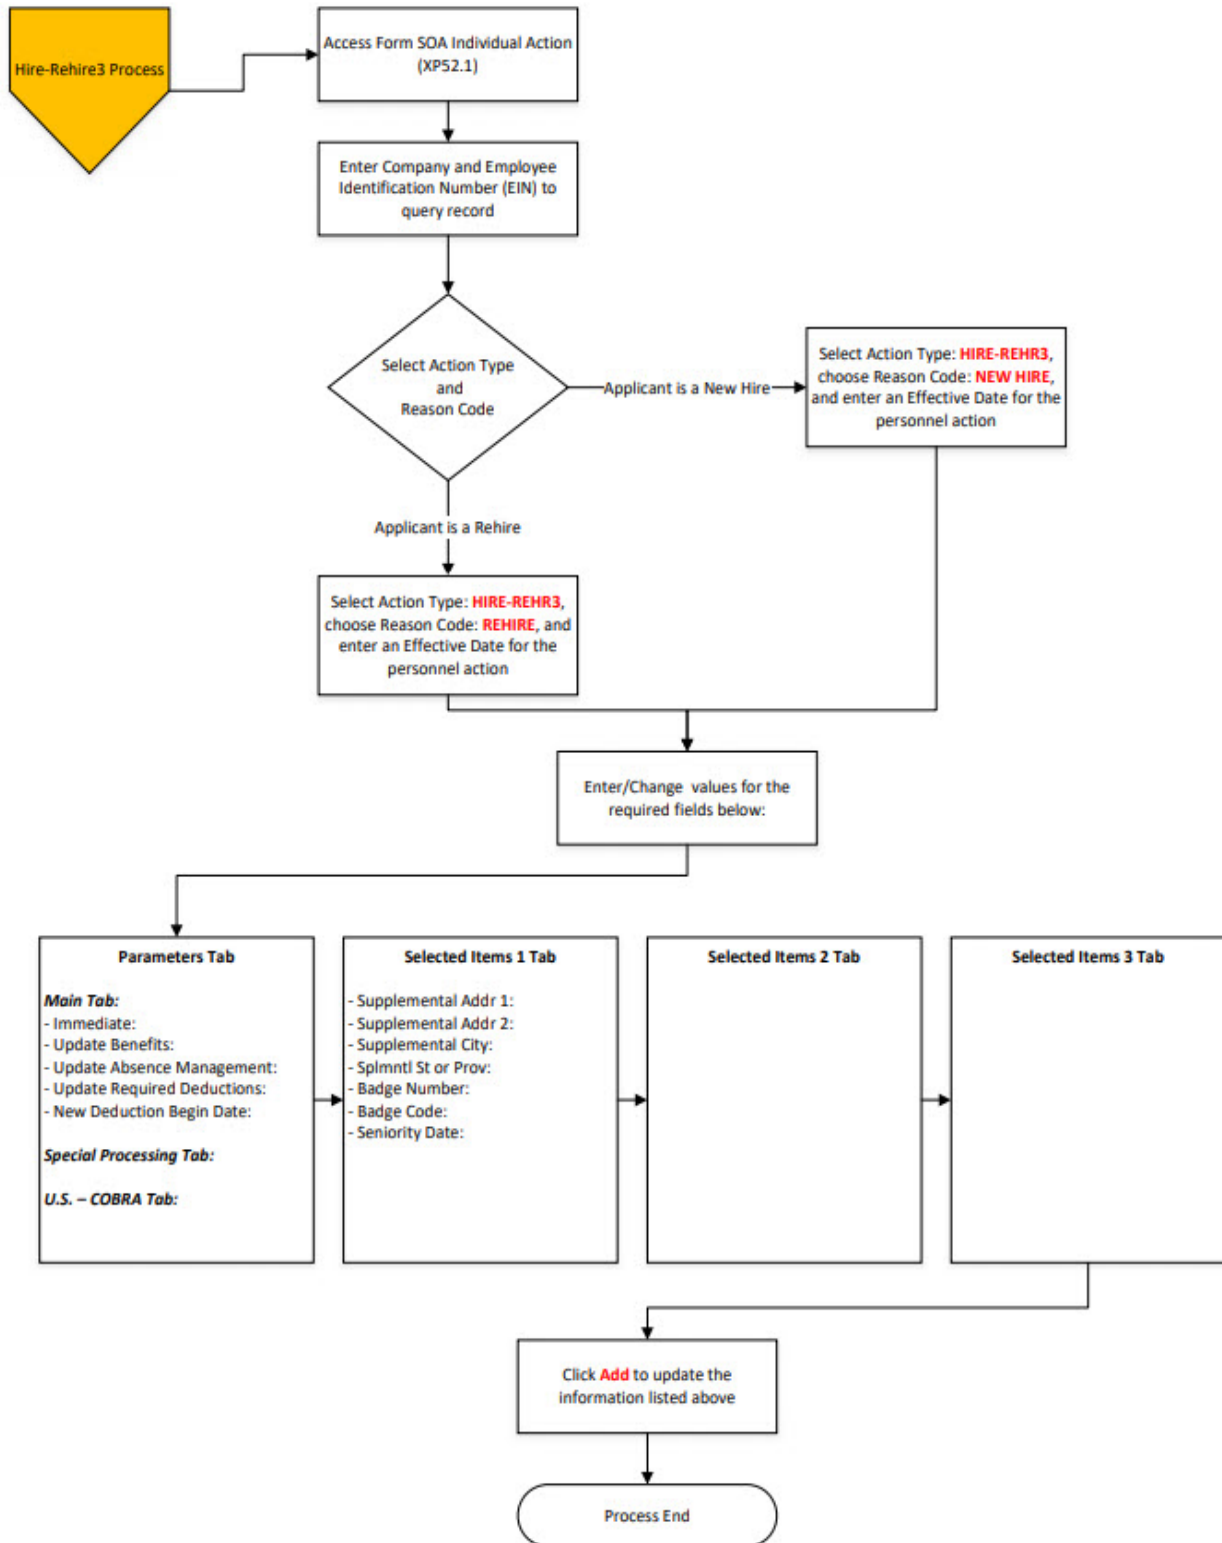 Hire-Rehire3 Process
Access Form SOA Individual Action
(XP52.1)
Enter Company and Employee
Identification Number (EIN) to
query record
Select Action Type
and
Reason Code
Applicant is a New Hire
Select Action Type: HIRE-REHR3,
choose Reason Code: NEW HIRE,
and enter an Effective Date for the
personnel action
Applicant is a Rehire
Select Action Type: HIRE-REHR3,
choose Reason Code: REHIRE, and
enter an Effective Date for the
personnel action
Enter/Change values for the
required fields below:
Parameters Tab
Main Tab:
- Immediate:
- Update Benefits:
- Update Absence Management:
- Update Required Deductions:
- New Deduction Begin Date:
Special Processing Tab:
U.S. – COBRA Tab:
Selected Items 1 Tab
- Supplemental Addr 1:
- Supplemental Addr 2:
- Supplemental City:
- Splmntl St or Prov:
- Badge Number:
- Badge Code:
- Seniority Date:
Selected Items 2 Tab
Selected Items 3 Tab
Click Add to update the
information listed above
Process End